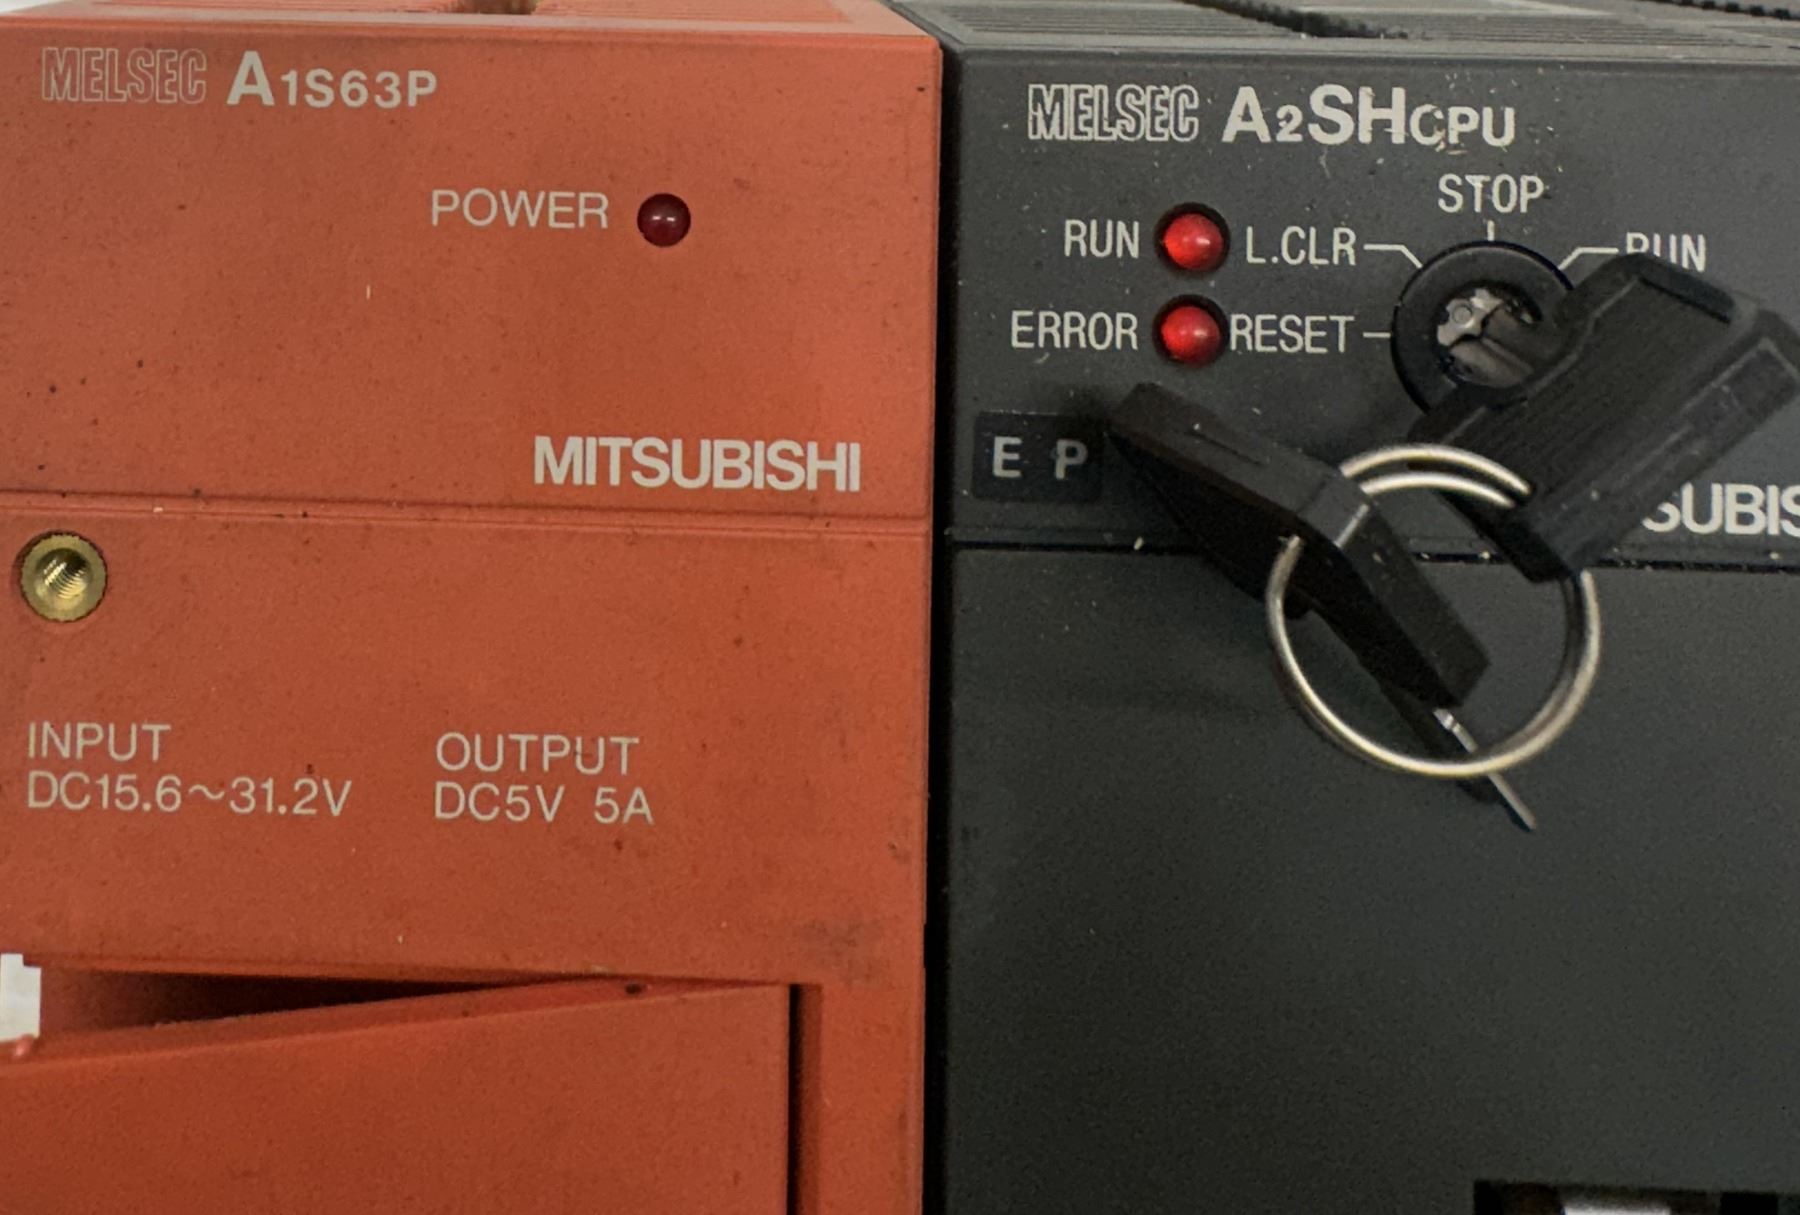 MELSEC A1S63P
POWER
MITSUBISHI
INPUT
DC15.6～31.2V
OUTPUT
DC5V 5A
MELSEC A2SHCPU
STOP
RUN
L.CLR
RUN
ERROR
RESET
E P
SUBIS